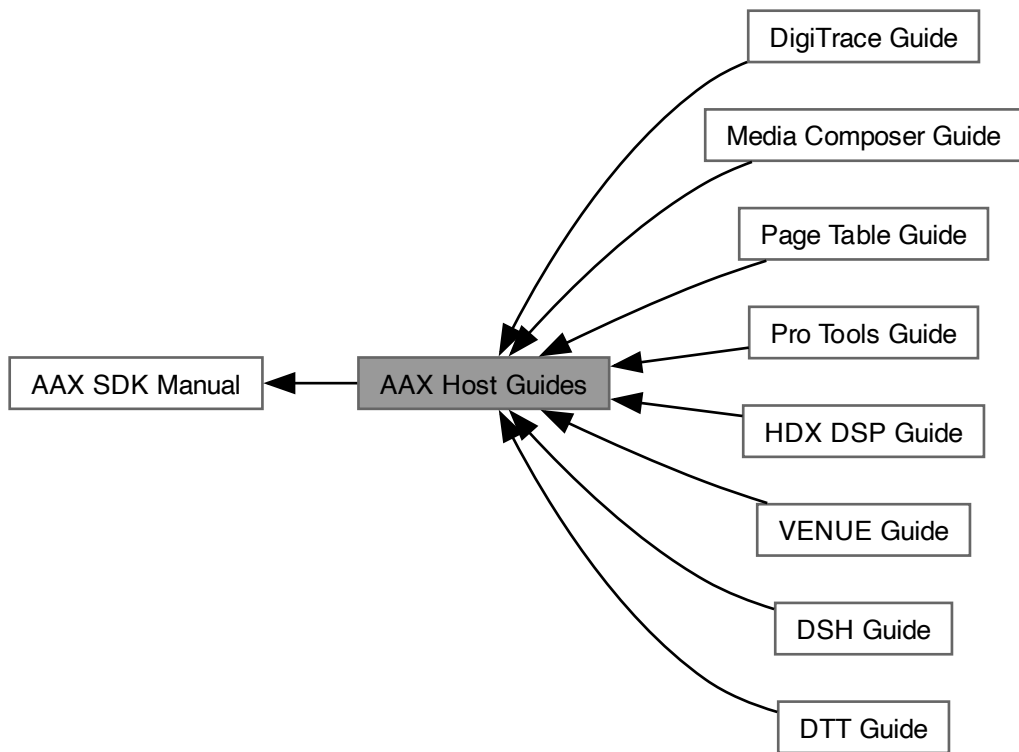 DigiTrace Guide
Media Composer Guide
Page Table Guide
Pro Tools Guide
AAX SDK Manual
AAX Host Guides
HDX DSP Guide
VENUE Guide
DSH Guide
DTT Guide